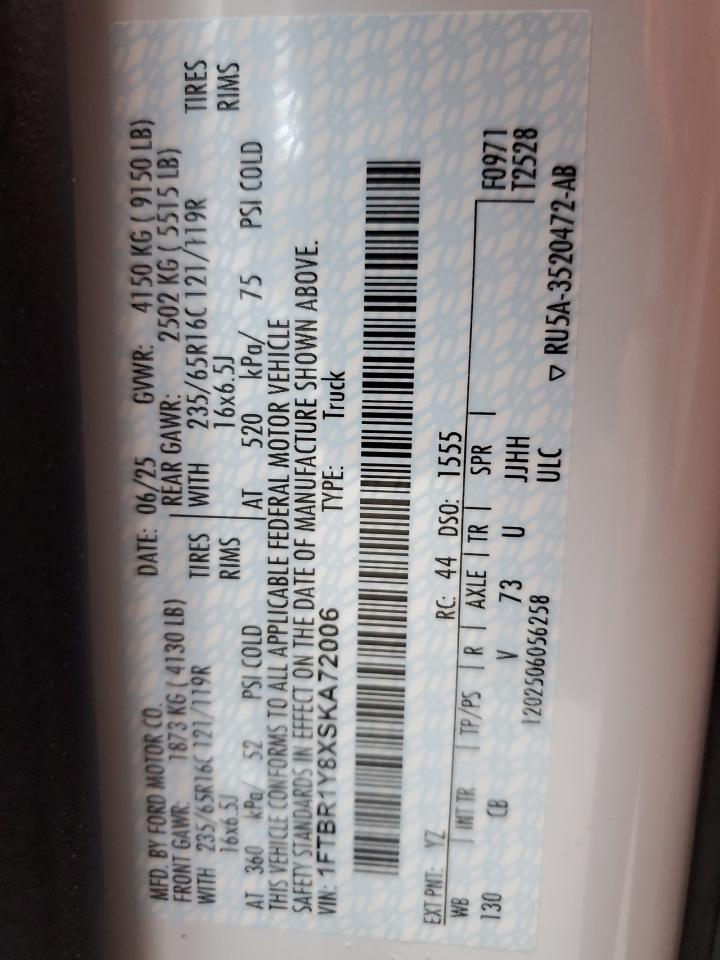 MFD. BY FORD MOTOR CO. DATE: 06/25 GVWR: 4150 KG ( 9150 LB)
FRONT GAWR: 1873 KG ( 4130 LB) REAR GAWR: 2502 KG ( 5515 LB)
WITH 235/65R16C 121/119R TIRES WITH 235/65R16C 121/119R TIRES
16x6.5J RIMS 16x6.5J RIMS
AT 360 kPa/ 52 PSI COLD AT 520 kPa/ 75 PSI COLD
THIS VEHICLE CONFORMS TO ALL APPLICABLE FEDERAL MOTOR VEHICLE
SAFETY STANDARDS IN EFFECT ON THE DATE OF MANUFACTURE SHOWN ABOVE.
VIN: 1FTBR1Y8XSKA72006 TYPE: Truck
EXT PNT: YZ RC: 44 DSO: 1555
WB INT TR TP/PS R AXLE TR SPR F0971
130 CB V 73 U JJHH T2528
1202506056258 ULC
▽ RU5A-3520472-AB